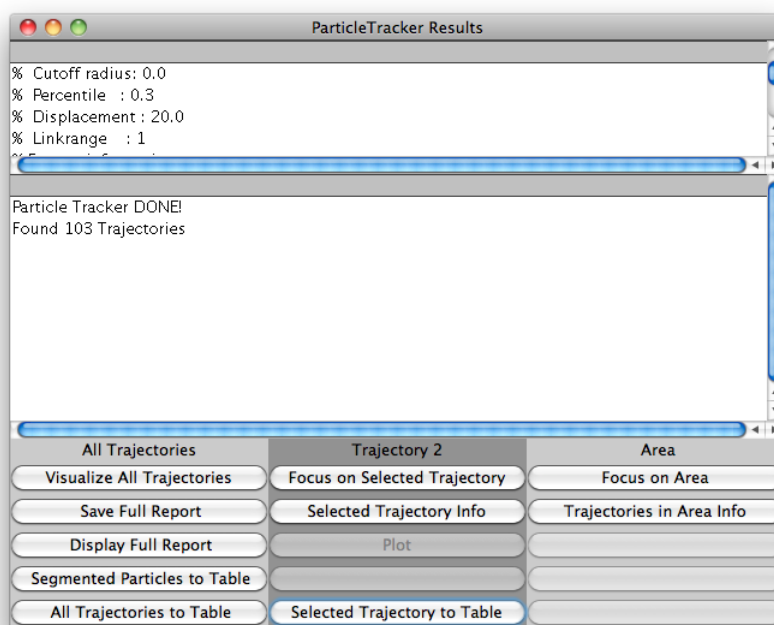 ParticleTracker Results
% Cutoff radius: 0.0
% Percentile : 0.3
% Displacement : 20.0
% Linkrange : 1
Particle Tracker DONE!
Found 103 Trajectories
All Trajectories Trajectory 2 Area
Visualize All Trajectories Focus on Selected Trajectory Focus on Area
Save Full Report Selected Trajectory Info Trajectories in Area Info
Display Full Report Plot
Segmented Particles to Table
All Trajectories to Table Selected Trajectory to Table